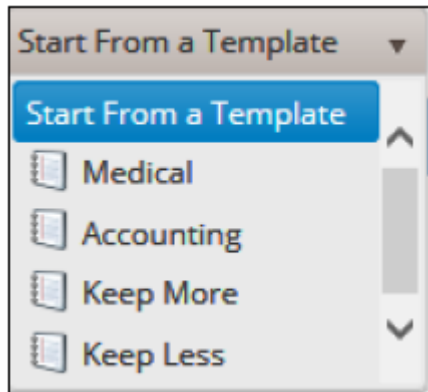 Start From a Template
Start From a Template
Medical
Accounting
Keep More
Keep Less